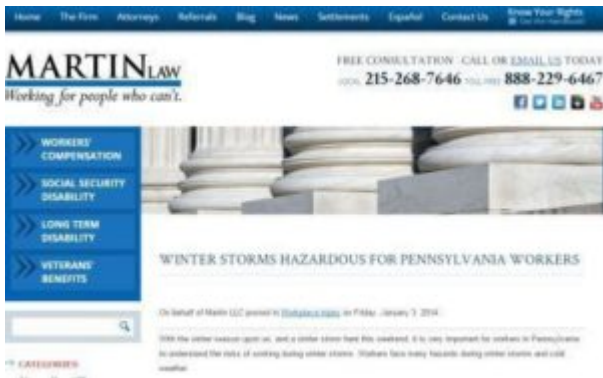 Home The Firm Attorneys Referrals Blog News Settlements Español Contact Us Know Your Rights
MARTIN LAW
Working for people who can't.
FREE CONSULTATION CALL OR EMAIL US TODAY
LOCAL 215-268-7646 TOLL FREE 888-229-6467
WORKERS'
COMPENSATION
SOCIAL SECURITY
DISABILITY
LONG TERM
DISABILITY
VETERANS'
BENEFITS
WINTER STORMS HAZARDOUS FOR PENNSYLVANIA WORKERS
On behalf of Martin LLC posted in Workplace Injury on Friday, January 3, 2014
With the winter season upon us, and a winter storm here this weekend, it is very important for workers in Pennsylvania
to understand the risks of working during winter storms. Workers face many hazards during winter storms and cold
weather.
CATEGORIES